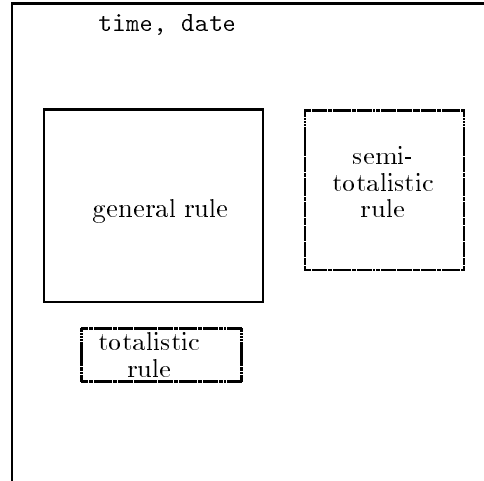 time, date
general rule
semi-
totalistic
rule
totalistic
rule